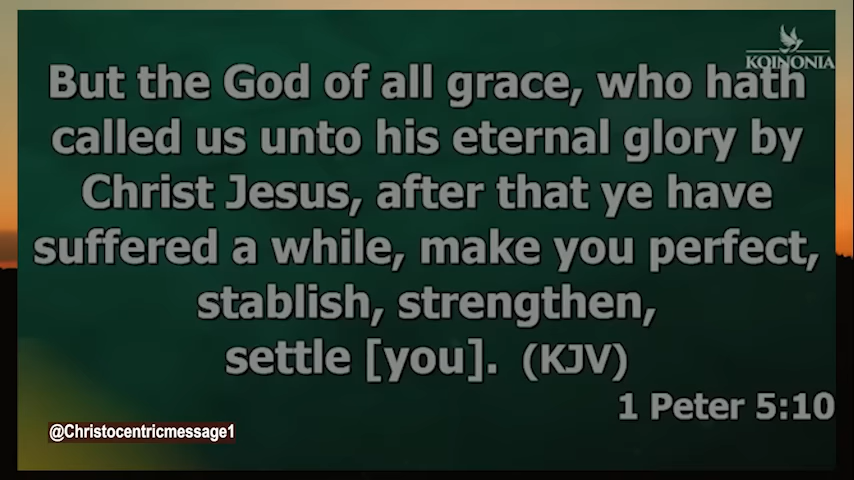 KOINONIA
But the God of all grace, who hath
called us unto his eternal glory by
Christ Jesus, after that ye have
suffered a while, make you perfect,
stablish, strengthen,
settle [you]. (KJV)
1 Peter 5:10
@Christocentricmessage1